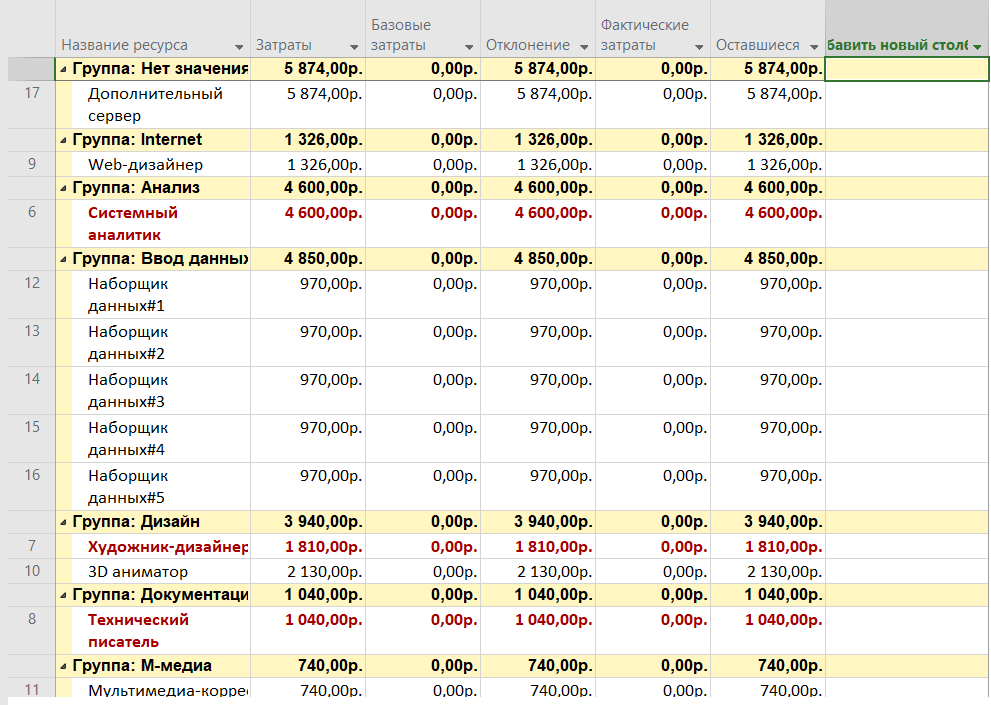 Название ресурса Затраты Базовые затраты Отклонение Фактические затраты Оставшиеся бавить новый столб
Группа: Нет значения 5 874,00р. 0,00р. 5 874,00р. 0,00р. 5 874,00р.
17 Дополнительный 5 874,00р. 0,00р. 5 874,00р. 0,00р. 5 874,00р.
сервер
Группа: Internet 1 326,00р. 0,00р. 1 326,00р. 0,00р. 1 326,00р.
9 Web-дизайнер 1 326,00р. 0,00р. 1 326,00р. 0,00р. 1 326,00р.
Группа: Анализ 4 600,00р. 0,00р. 4 600,00р. 0,00р. 4 600,00р.
6 Системный 4 600,00р. 0,00р. 4 600,00р. 0,00р. 4 600,00р.
аналитик
Группа: Ввод данных 4 850,00р. 0,00р. 4 850,00р. 0,00р. 4 850,00р.
12 Наборщик 970,00р. 0,00р. 970,00р. 0,00р. 970,00р.
данных#1
13 Наборщик 970,00р. 0,00р. 970,00р. 0,00р. 970,00р.
данных#2
14 Наборщик 970,00р. 0,00р. 970,00р. 0,00р. 970,00р.
данных#3
15 Наборщик 970,00р. 0,00р. 970,00р. 0,00р. 970,00р.
данных#4
16 Наборщик 970,00р. 0,00р. 970,00р. 0,00р. 970,00р.
данных#5
Группа: Дизайн 3 940,00р. 0,00р. 3 940,00р. 0,00р. 3 940,00р.
7 Художник-дизайнер 1 810,00р. 0,00р. 1 810,00р. 0,00р. 1 810,00р.
10 3D аниматор 2 130,00р. 0,00р. 2 130,00р. 0,00р. 2 130,00р.
Группа: Документаци 1 040,00р. 0,00р. 1 040,00р. 0,00р. 1 040,00р.
8 Технический 1 040,00р. 0,00р. 1 040,00р. 0,00р. 1 040,00р.
писатель
Группа: М-медиа 740,00р. 0,00р. 740,00р. 0,00р. 740,00р.
11 Мультимедиа-коррес 740,00р. 0,00р. 740,00р. 0,00р. 740,00р.